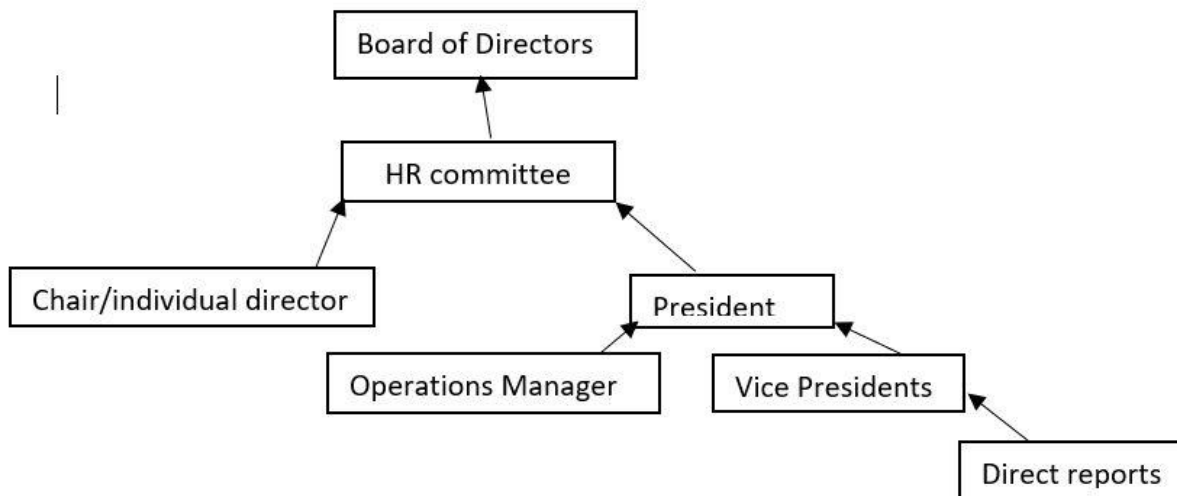 Board of Directors
HR committee
Chair/individual director
President
Operations Manager
Vice Presidents
Direct reports